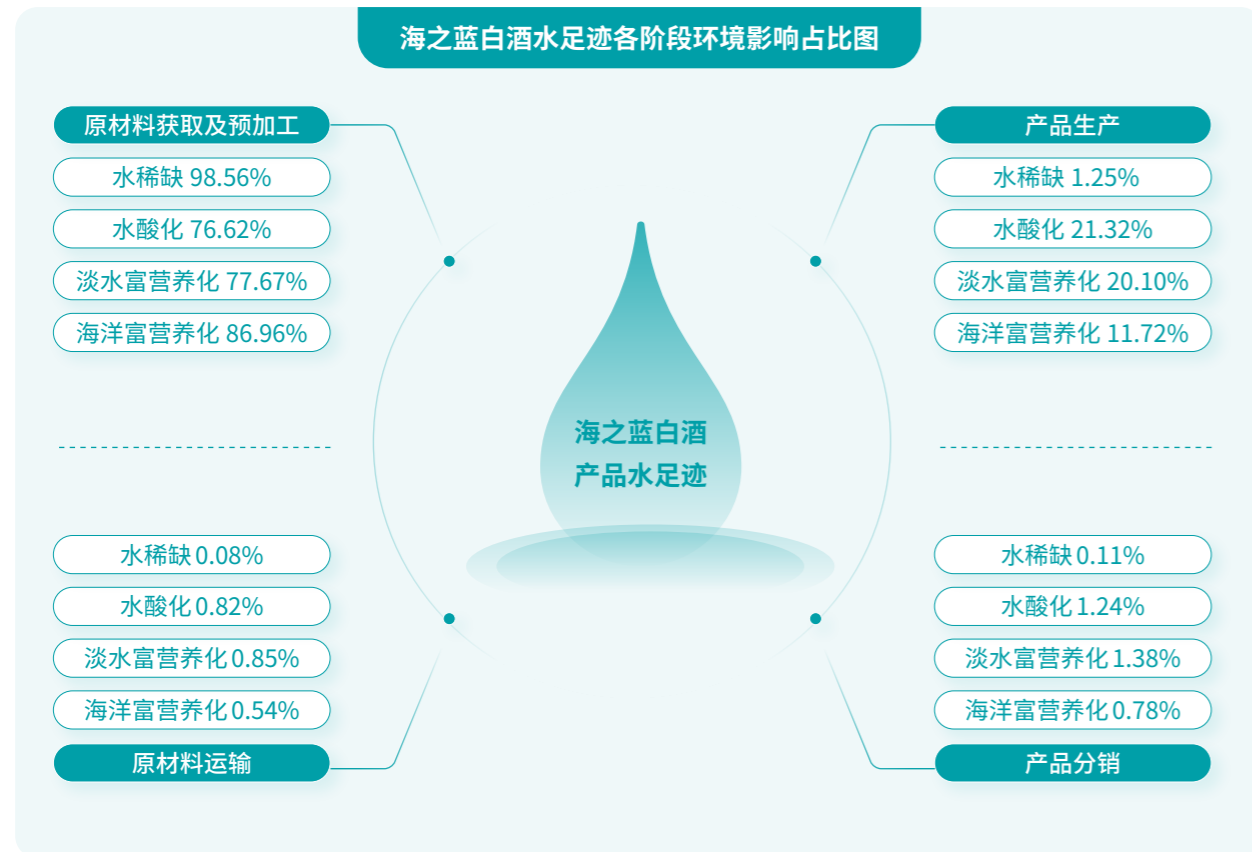 海之蓝白酒水足迹各阶段环境影响占比图
原材料获取及预加工
水稀缺 98.56%
水酸化 76.62%
淡水富营养化 77.67%
海洋富营养化 86.96%
产品生产
水稀缺 1.25%
水酸化 21.32%
淡水富营养化 20.10%
海洋富营养化 11.72%
海之蓝白酒
产品水足迹
水稀缺 0.08%
水酸化 0.82%
淡水富营养化 0.85%
海洋富营养化 0.54%
原材料运输
水稀缺 0.11%
水酸化 1.24%
淡水富营养化 1.38%
海洋富营养化 0.78%
产品分销